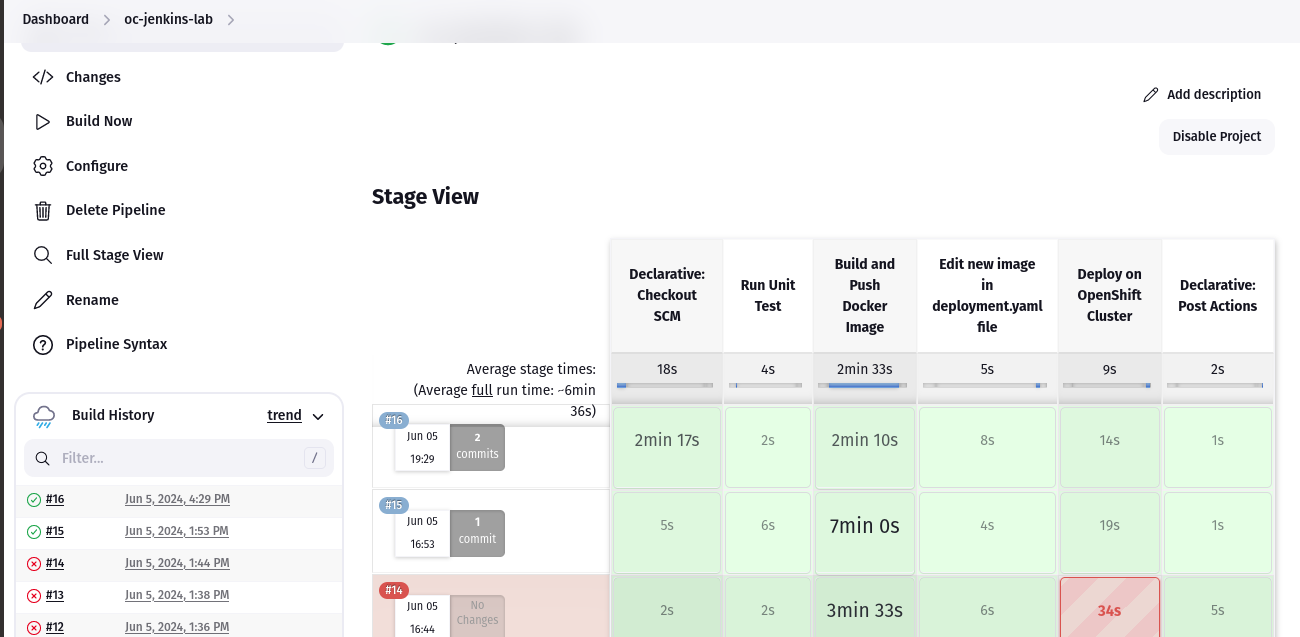 Dashboard
oc-jenkins-lab
Changes
Build Now
Configure
Delete Pipeline
Full Stage View
Rename
Pipeline Syntax
Build History
trend
Filter...
/
#16 Jun 5, 2024, 4:29 PM
#15 Jun 5, 2024, 1:53 PM
#14 Jun 5, 2024, 1:44 PM
#13 Jun 5, 2024, 1:38 PM
#12 Jun 5, 2024, 1:36 PM
Add description
Disable Project
Stage View
Declarative:
Checkout
SCM
Run Unit
Test
Build and
Push
Docker
Image
Edit new image
in
deployment.yaml
file
Deploy on
OpenShift
Cluster
Declarative:
Post Actions
Average stage times:
(Average full run time: ~6min
36s)
18s 4s 2min 33s 5s 9s 2s
#16
Jun 05
19:29
2
commits
2min 17s 2s 2min 10s 8s 14s 1s
#15
Jun 05
16:53
1
commit
5s 6s 7min 0s 4s 19s 1s
#14
Jun 05
16:44
No
Changes
2s 2s 3min 33s 6s 34s 5s